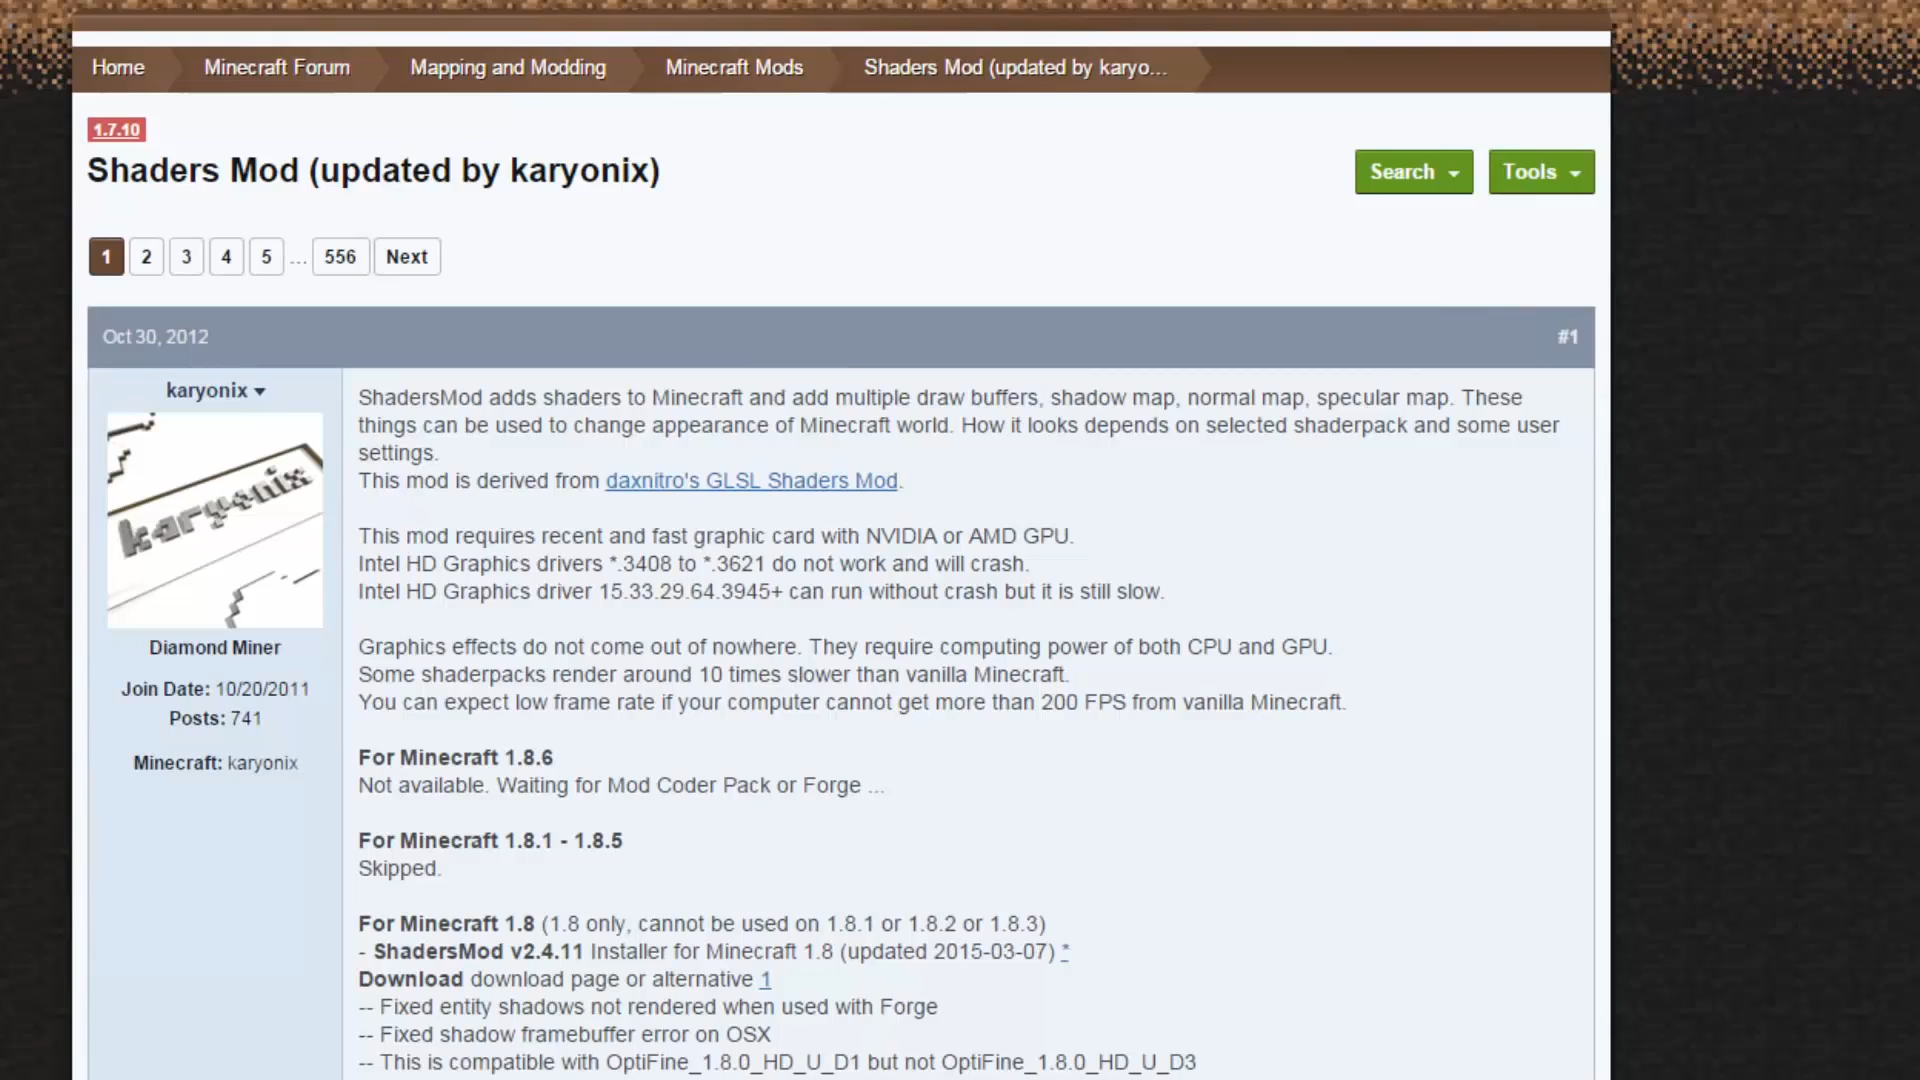 Home
Minecraft Forum
Mapping and Modding
Minecraft Mods
Shaders Mod (updated by karyo...
1.7.10
Shaders Mod (updated by karyonix)
Search
Tools
1 2 3 4 5 ... 556 Next
Oct 30, 2012
#1
karyonix
karyonix
Diamond Miner
Join Date: 10/20/2011
Posts: 741
Minecraft: karyonix
ShadersMod adds shaders to Minecraft and add multiple draw buffers, shadow map, normal map, specular map. These
things can be used to change appearance of Minecraft world. How it looks depends on selected shaderpack and some user
settings.
This mod is derived from daxnitro's GLSL Shaders Mod.
This mod requires recent and fast graphic card with NVIDIA or AMD GPU.
Intel HD Graphics drivers *.3408 to *.3621 do not work and will crash.
Intel HD Graphics driver 15.33.29.64.3945+ can run without crash but it is still slow.
Graphics effects do not come out of nowhere. They require computing power of both CPU and GPU.
Some shaderpacks render around 10 times slower than vanilla Minecraft.
You can expect low frame rate if your computer cannot get more than 200 FPS from vanilla Minecraft.
For Minecraft 1.8.6
Not available. Waiting for Mod Coder Pack or Forge ...
For Minecraft 1.8.1 - 1.8.5
Skipped.
For Minecraft 1.8 (1.8 only, cannot be used on 1.8.1 or 1.8.2 or 1.8.3)
- ShadersMod v2.4.11 Installer for Minecraft 1.8 (updated 2015-03-07) *
Download download page or alternative 1
-- Fixed entity shadows not rendered when used with Forge
-- Fixed shadow framebuffer error on OSX
-- This is compatible with OptiFine_1.8.0_HD_U_D1 but not OptiFine_1.8.0_HD_U_D3